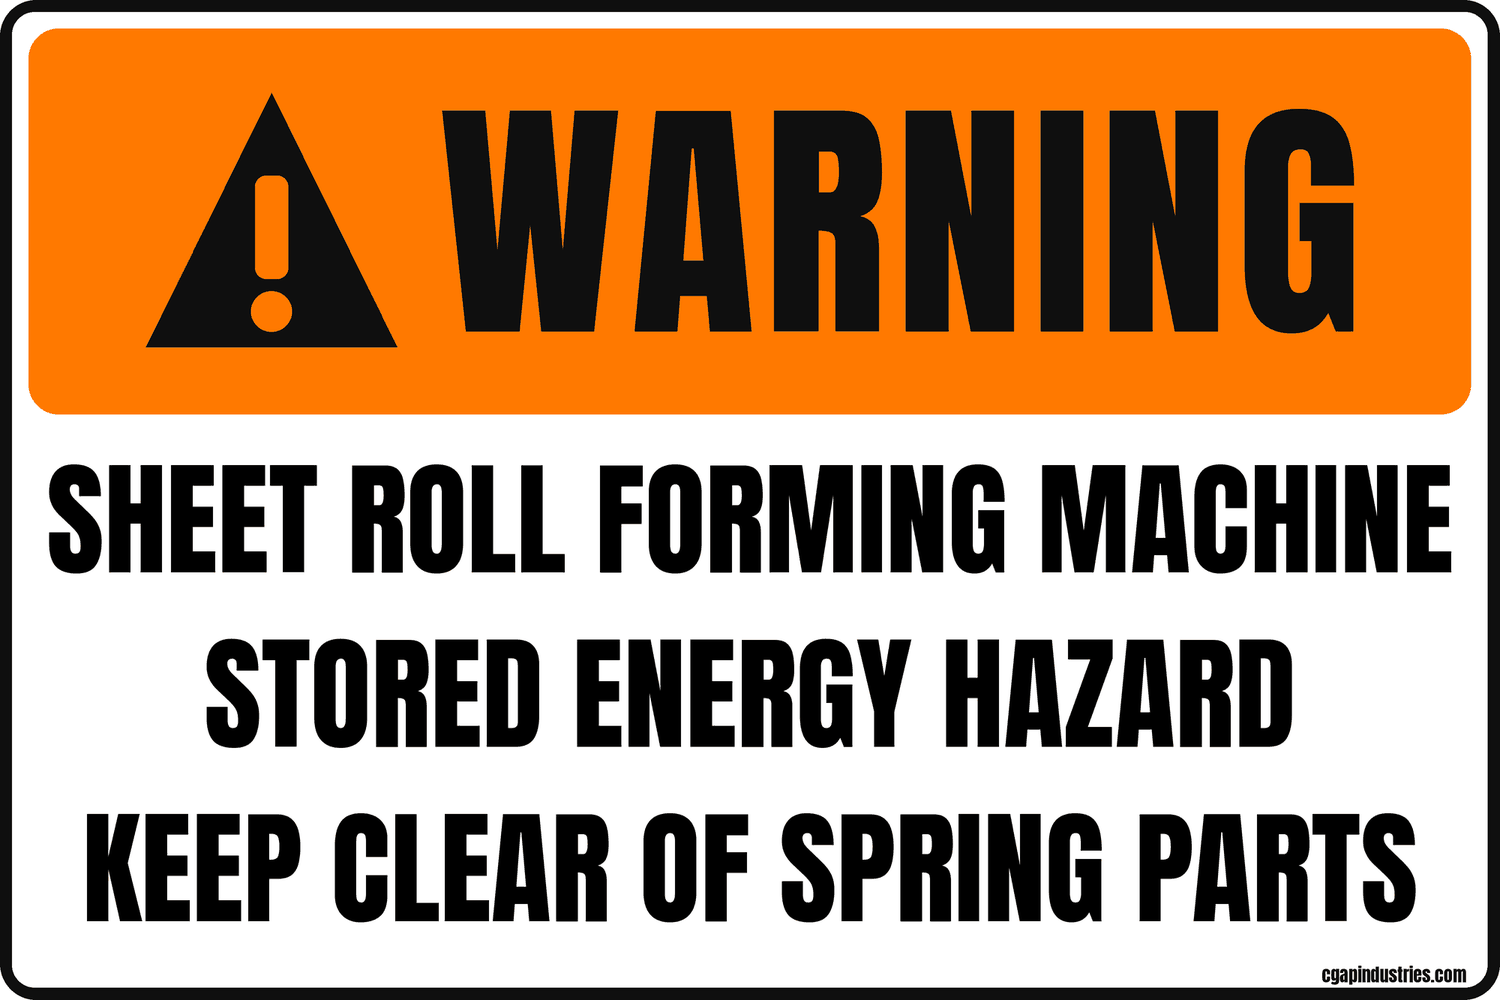 WARNING
SHEET ROLL FORMING MACHINE
STORED ENERGY HAZARD
KEEP CLEAR OF SPRING PARTS
cgapindustries.com